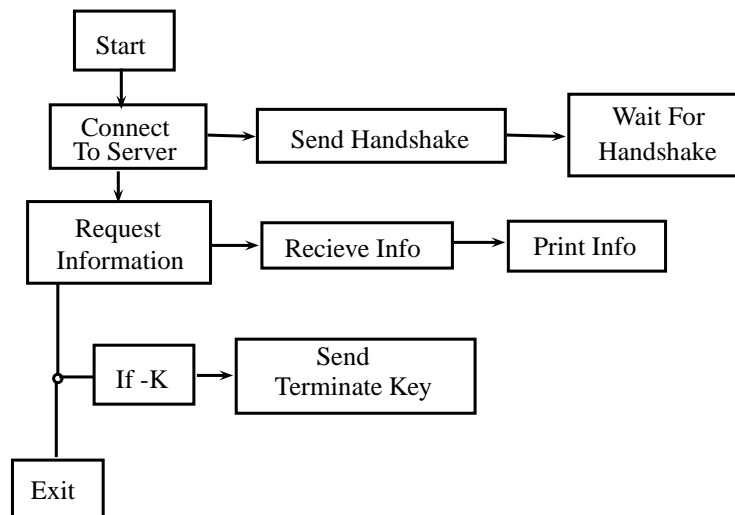 Start
Connect
To Server
Send Handshake
Wait For
Handshake
Request
Information
Recieve Info
Print Info
If -K
Send
Terminate Key
Exit